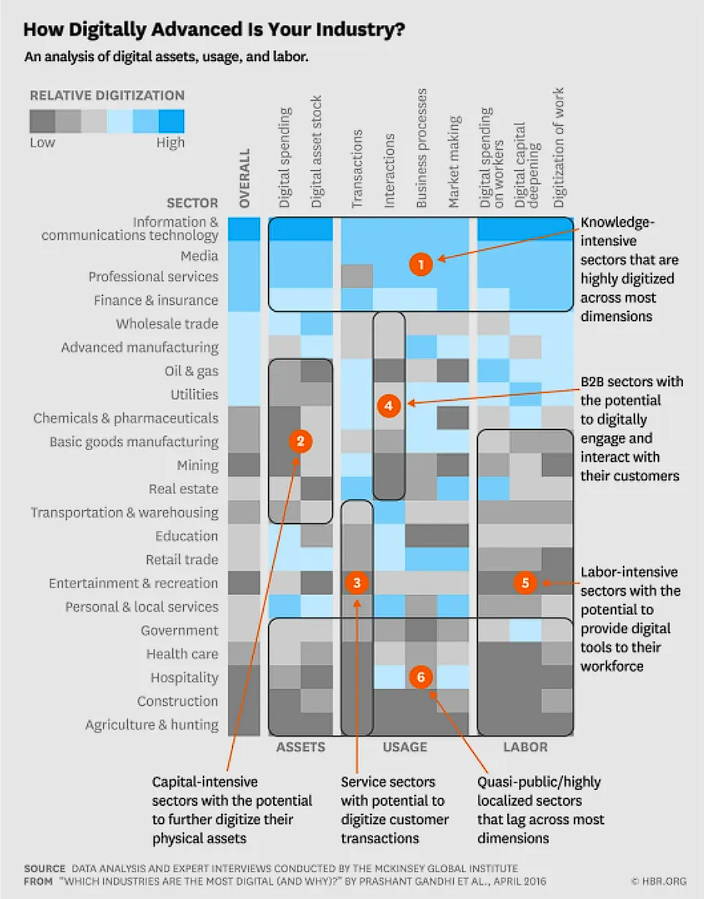 How Digitally Advanced Is Your Industry?
An analysis of digital assets, usage, and labor.
RELATIVE DIGITIZATION
Low
High
SECTOR
OVERALL
Digital spending
Digital asset stock
Transactions
Interactions
Business processes
Market making
Digital spending
on workers
Digital capital
deepening
Digitization of work
Information &
communications technology
Media
Professional services
Finance & insurance
Wholesale trade
Advanced manufacturing
Oil & gas
Utilities
Chemicals & pharmaceuticals
Basic goods manufacturing
Mining
Real estate
Transportation & warehousing
Education
Retail trade
Entertainment & recreation
Personal & local services
Government
Health care
Hospitality
Construction
Agriculture & hunting
1
2
3
4
5
6
Knowledge-
intensive
sectors that are
highly digitized
across most
dimensions
B2B sectors with
the potential
to digitally
engage and
interact with
their customers
Labor-intensive
sectors with the
potential to
provide digital
tools to their
workforce
ASSETS
USAGE
LABOR
Capital-intensive
sectors with the potential
to further digitize their
physical assets
Service sectors
with potential to
digitize customer
transactions
Quasi-public/highly
localized sectors
that lag across most
dimensions
SOURCE DATA ANALYSIS AND EXPERT INTERVIEWS CONDUCTED BY THE MCKINSEY GLOBAL INSTITUTE
FROM "WHICH INDUSTRIES ARE THE MOST DIGITAL (AND WHY)?" BY PRASHANT GANDHI ET AL., APRIL 2016
© HBR.ORG